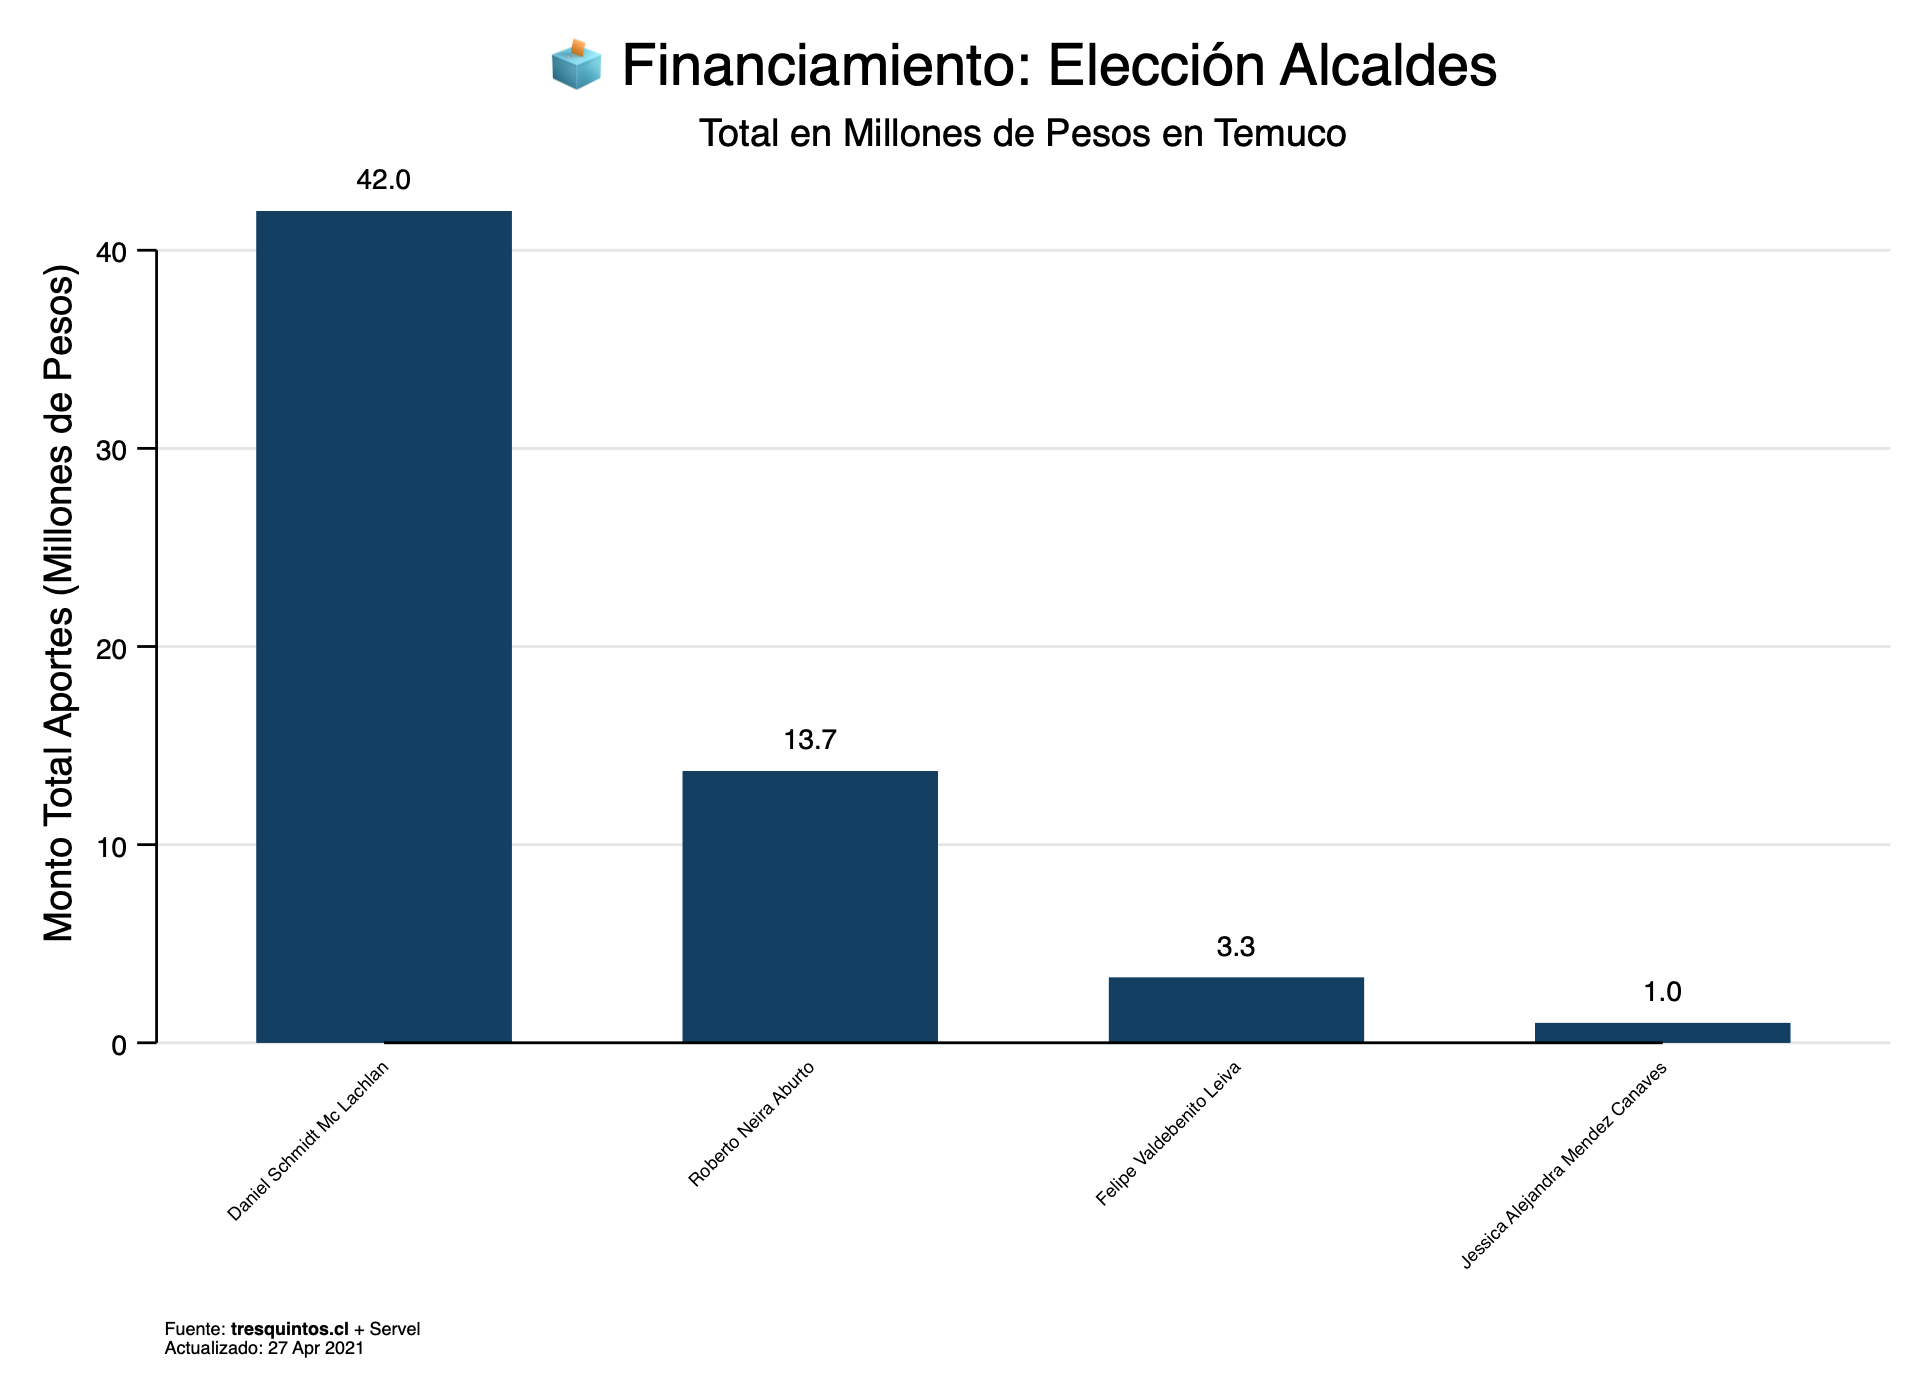 Financiamiento: Elección Alcaldes
Total en Millones de Pesos en Temuco
Monto Total Aportes (Millones de Pesos)
40
30
20
10
0
42.0
13.7
3.3
1.0
Daniel Schmidt Mc Lachlan
Roberto Neira Aburto
Felipe Valdebenito Leiva
Jessica Alejandra Mendez Canaves
Fuente: tresquintos.cl + Servel
Actualizado: 27 Apr 2021